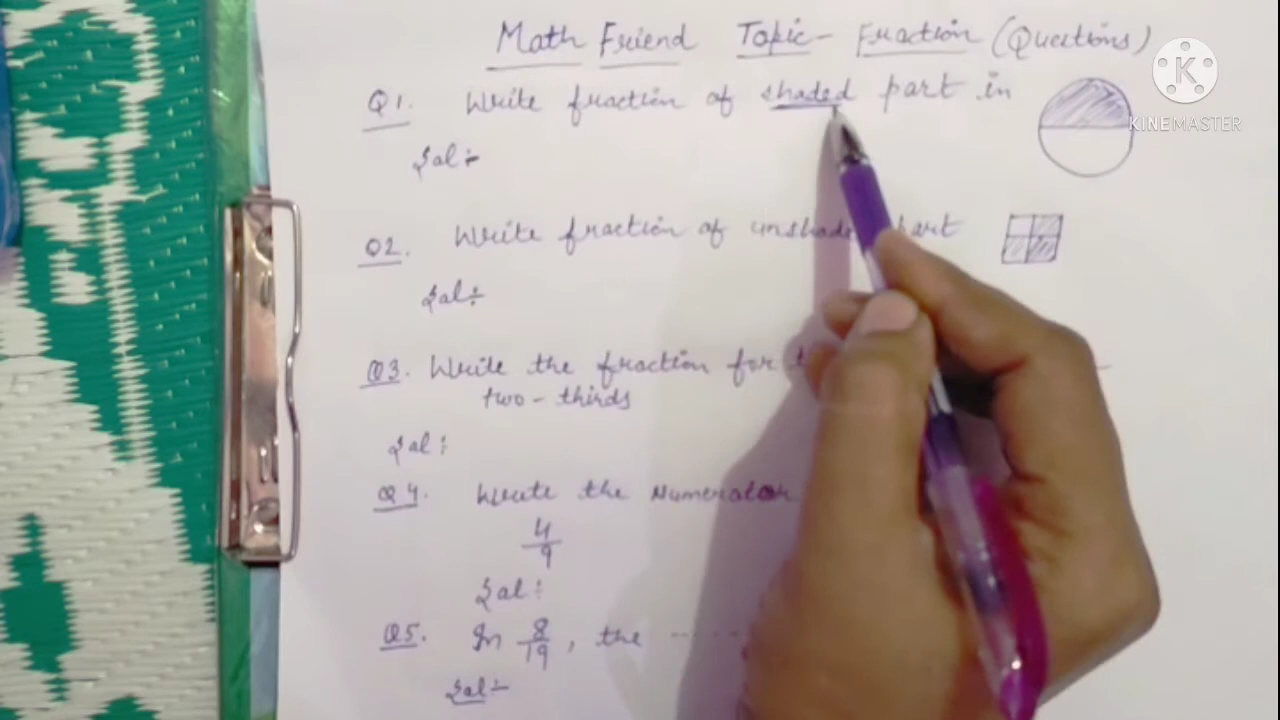 Math Friend Topic - Fraction (Questions)
Q1. Write fraction of shaded part in
Sol:-
K
KINEMASTER
Q2. Write fraction of unshaded part
Sol:-
Q3. Write the fraction for
two-thirds
Sol:
Q4. Write the Numerator
4/9
Sol:
Q5. In 8/19, the
Sol:-